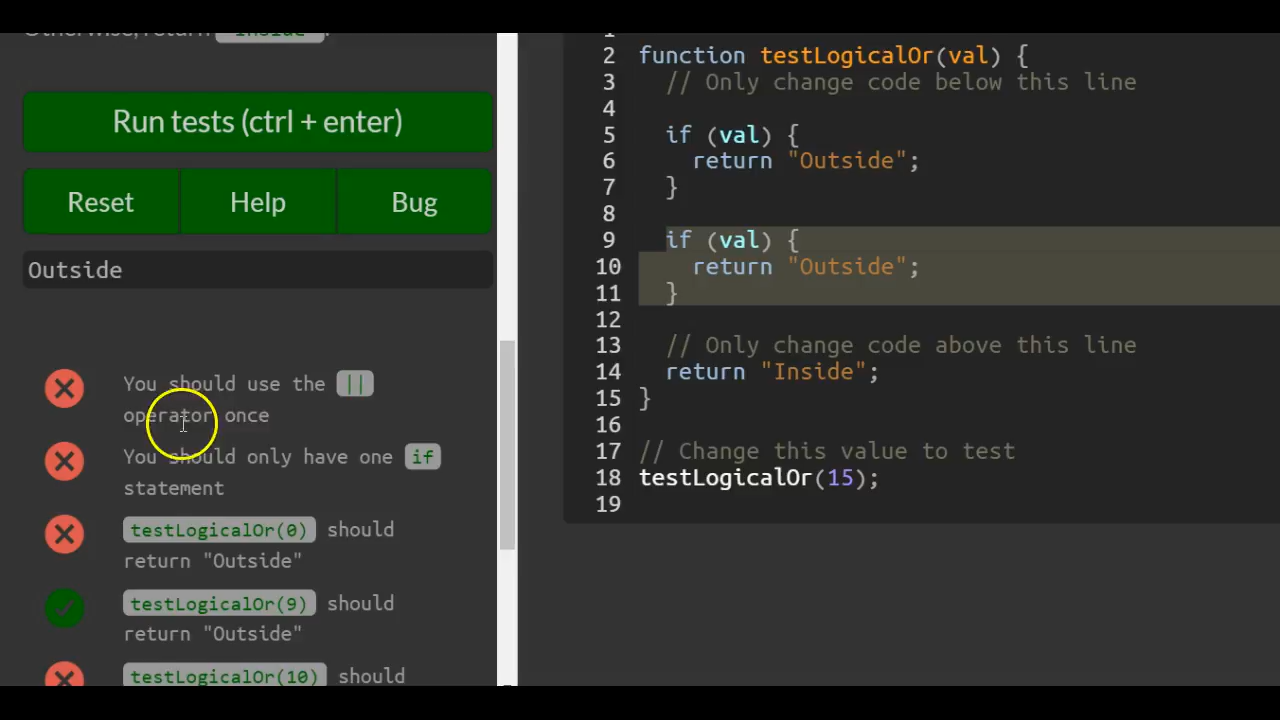 Otherwise, return "Inside".
Run tests (ctrl + enter)
Reset Help Bug
Outside
You should use the ||
operator once
You should only have one if
statement
testLogicalOr(0) should
return "Outside"
testLogicalOr(9) should
return "Outside"
testLogicalOr(10) should
1
2 function testLogicalOr(val) {
3 // Only change code below this line
4
5 if (val) {
6 return "Outside";
7 }
8
9 if (val) {
10 return "Outside";
11 }
12
13 // Only change code above this line
14 return "Inside";
15 }
16
17 // Change this value to test
18 testLogicalOr(15);
19